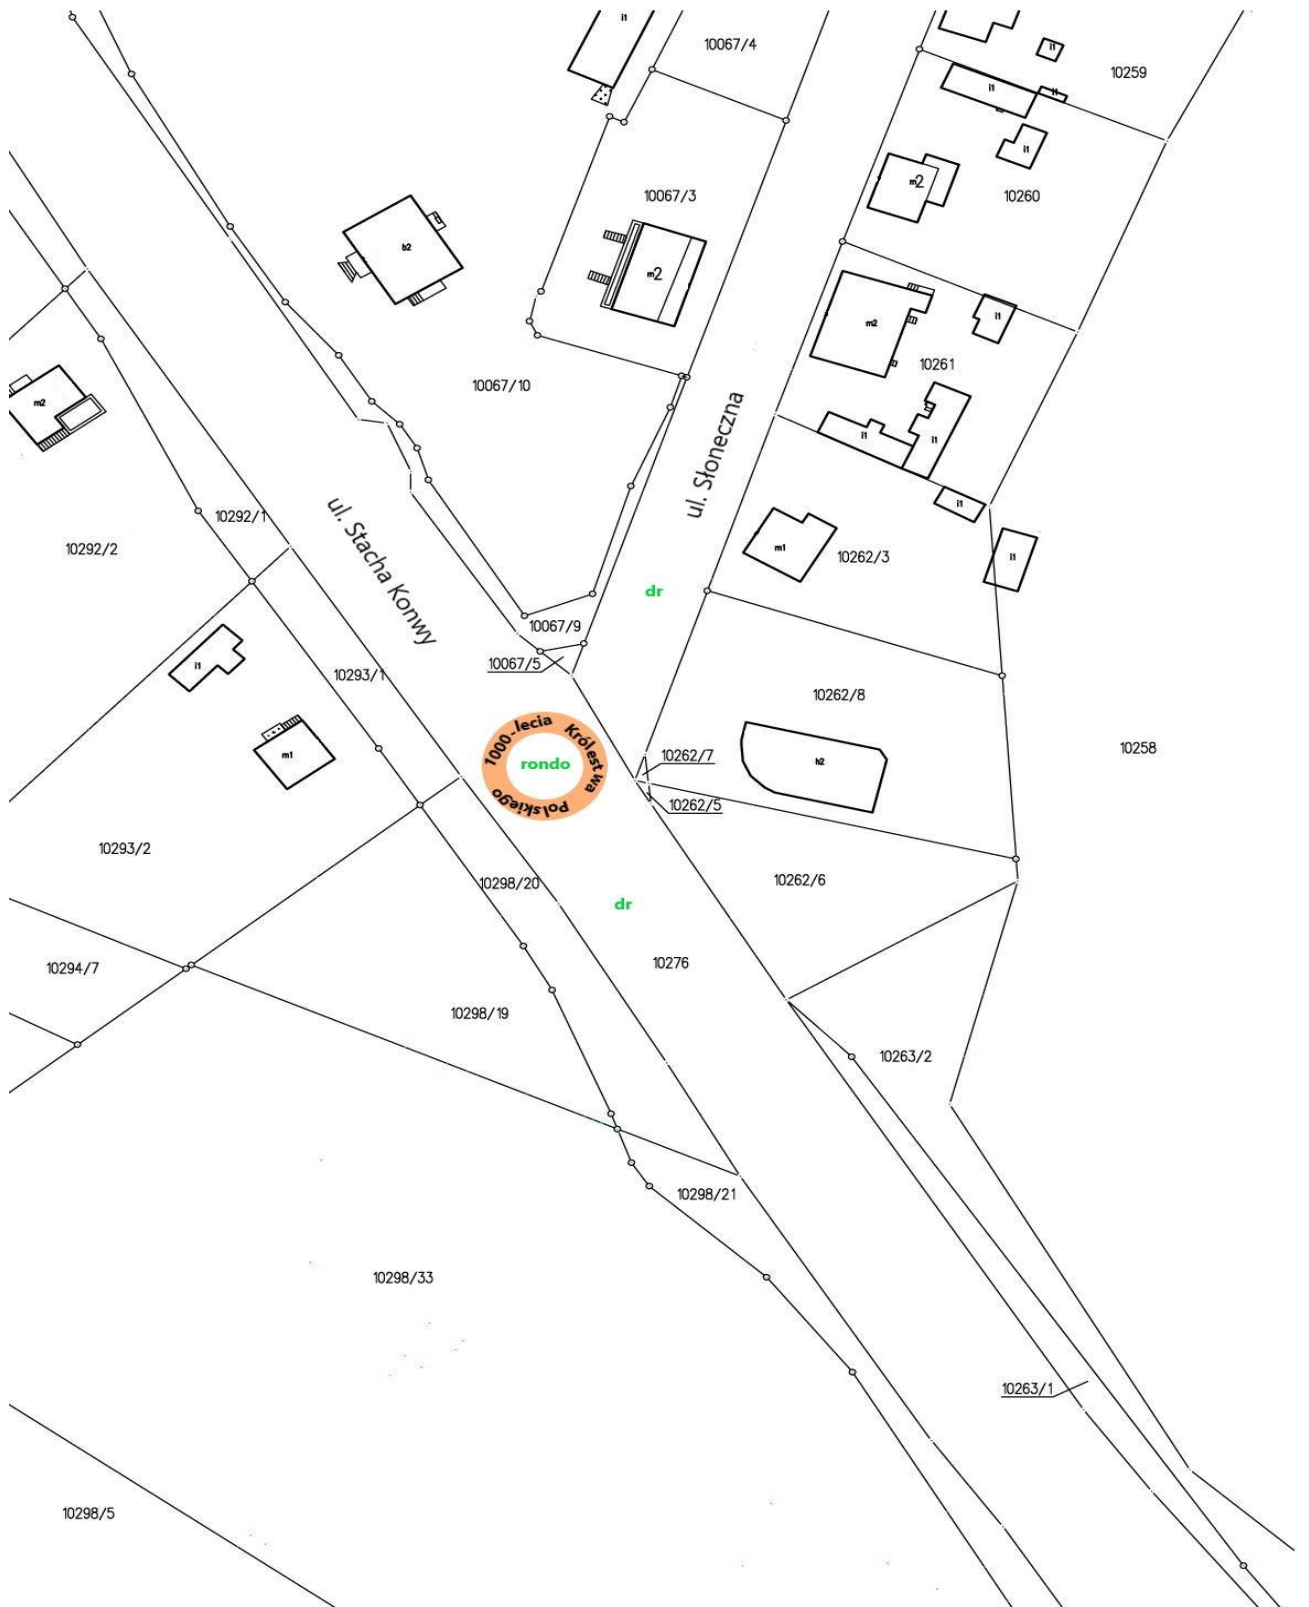 i1
10067/4
i1
10259
i1
i1
i1
m2
10260
10067/3
b2
m2
i1
m2
10261
10067/10
m2
ul. Słoneczna
i1
i1
i1
10292/1
ul. Stacha Konwy
10292/2
m1
10262/3
i1
dr
10067/9
10067/5
i1
10293/1
10262/8
1000-lecia Królestwa Polskiego
rondo
m1
10262/7
h2
10258
10262/5
10293/2
10262/6
10298/20
dr
10276
10294/7
10298/19
10263/2
10298/21
10298/33
10263/1
10298/5